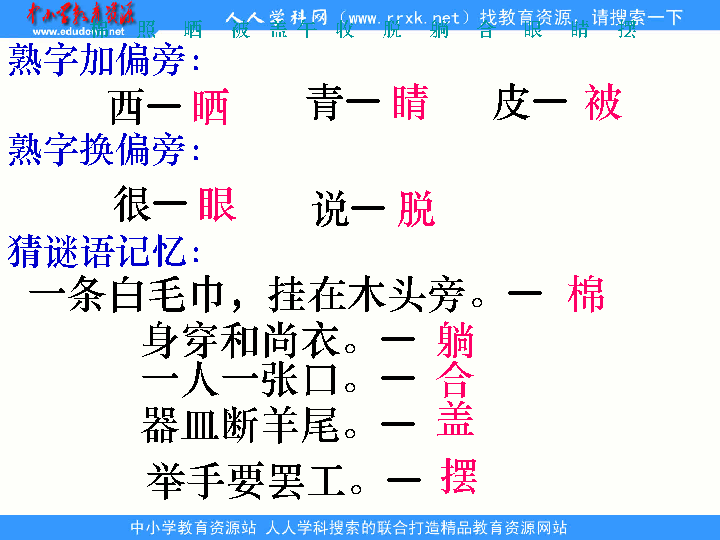 中小学教育资源
www.edudown.net
人人学科网（www.rrxk.net）找教育资源，请搜索一下
棉 照 晒 被 盖 午 收 脱 躺 合 眼 睛 摆
熟字加偏旁：
西一 晒 青一 睛 皮一 被
熟字换偏旁：
很一 眼 说一 脱
猜谜语记忆：
一条白毛巾，挂在木头旁。一 棉
身穿和尚衣。一 躺
一人一张口。一 合
器皿断羊尾。一 盖
举手要罢工。一 摆
中小学教育资源站 人人学科搜索的联合打造精品教育资源网站